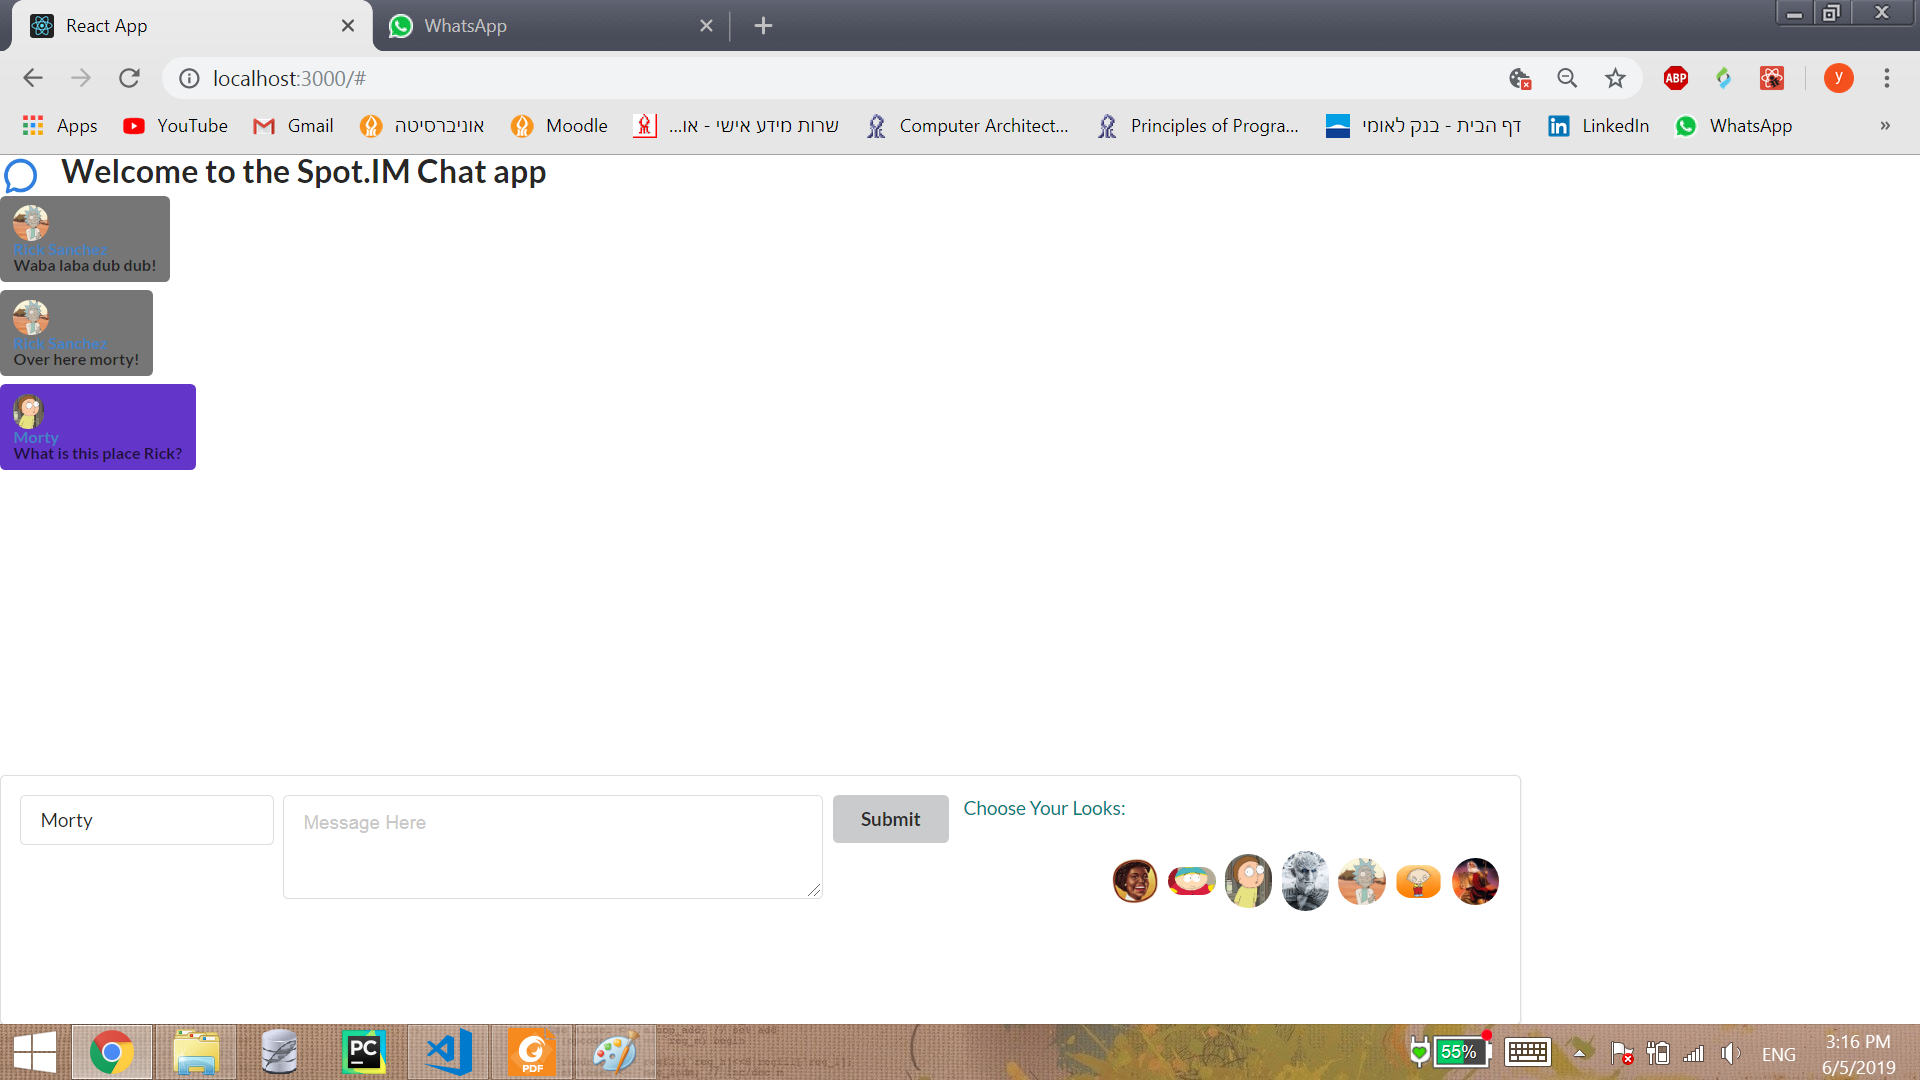 React App
WhatsApp
localhost:3000/#
ABP
y
Apps
YouTube
Gmail
אוניברסיטה
Moodle
שרות מידע אישי - או...
Computer Architect...
Principles of Progra...
דף הבית - בנק לאומי
LinkedIn
WhatsApp
»
Welcome to the Spot.IM Chat app
Rick Sanchez
Waba laba dub dub!
Rick Sanchez
Over here morty!
Morty
What is this place Rick?
Morty
Message Here
Submit
Choose Your Looks:
PC
PDF
55%
ENG
3:16 PM
6/5/2019